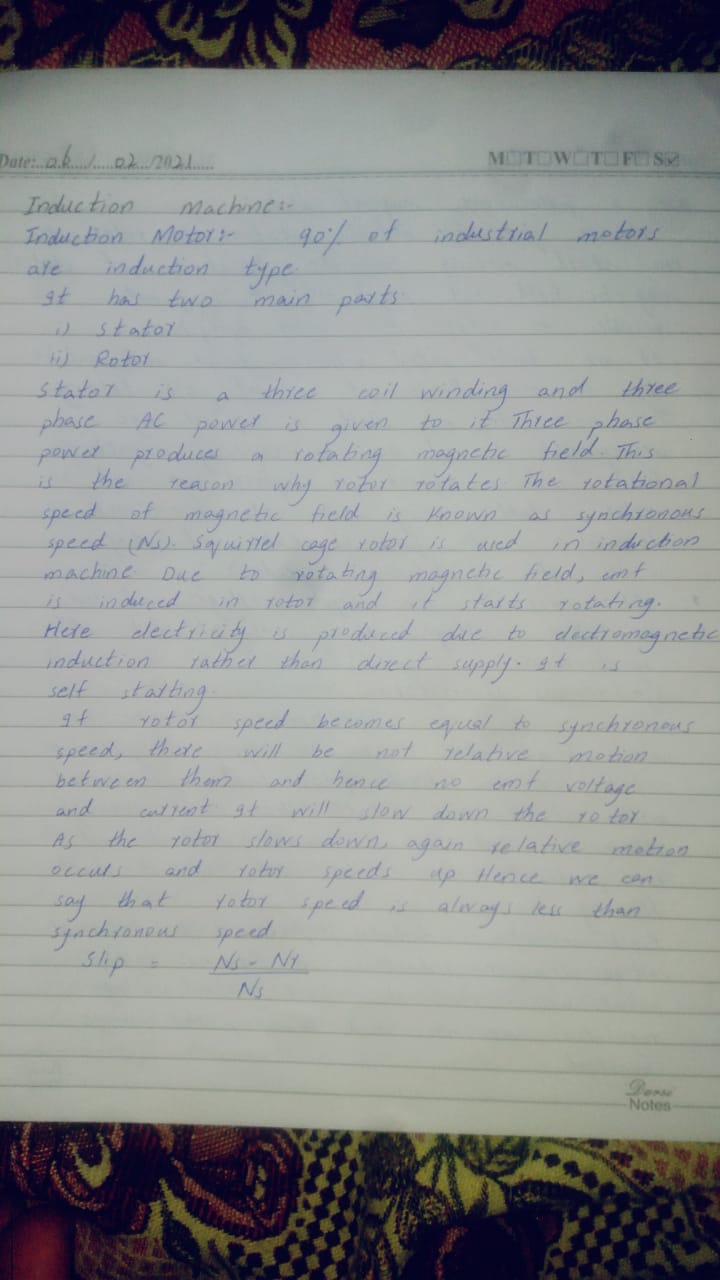 Date:..06../..02../2021.....
M T W T F S
Induction machine:-
Induction Motor:- 90% of industrial motors
are induction type.
It has two main parts
i) Stator
ii) Rotor
Stator is a three coil winding and three
phase AC power is given to it Three phase
power produces a rotating magnetic field. This
is the reason why rotor rotates The rotational
speed of magnetic field is Known as synchronous
speed (Ns). Squirrel cage rotor is used in induction
machine Due to rotating magnetic field, emf
is induced in rotor and it starts rotating.
Here electricity is produced due to electromagnetic
induction rather than direct supply. It is
self starting.
If rotor speed becomes equal to synchronous
speed, there will be not relative motion
between them and hence no emf voltage
and current It will slow down the rotor
As the rotor slows down, again relative motion
occurs and rotor speeds up Hence we can
say that rotor speed is always less than
synchronous speed
Slip = Ns - Nr
Ns
Notes